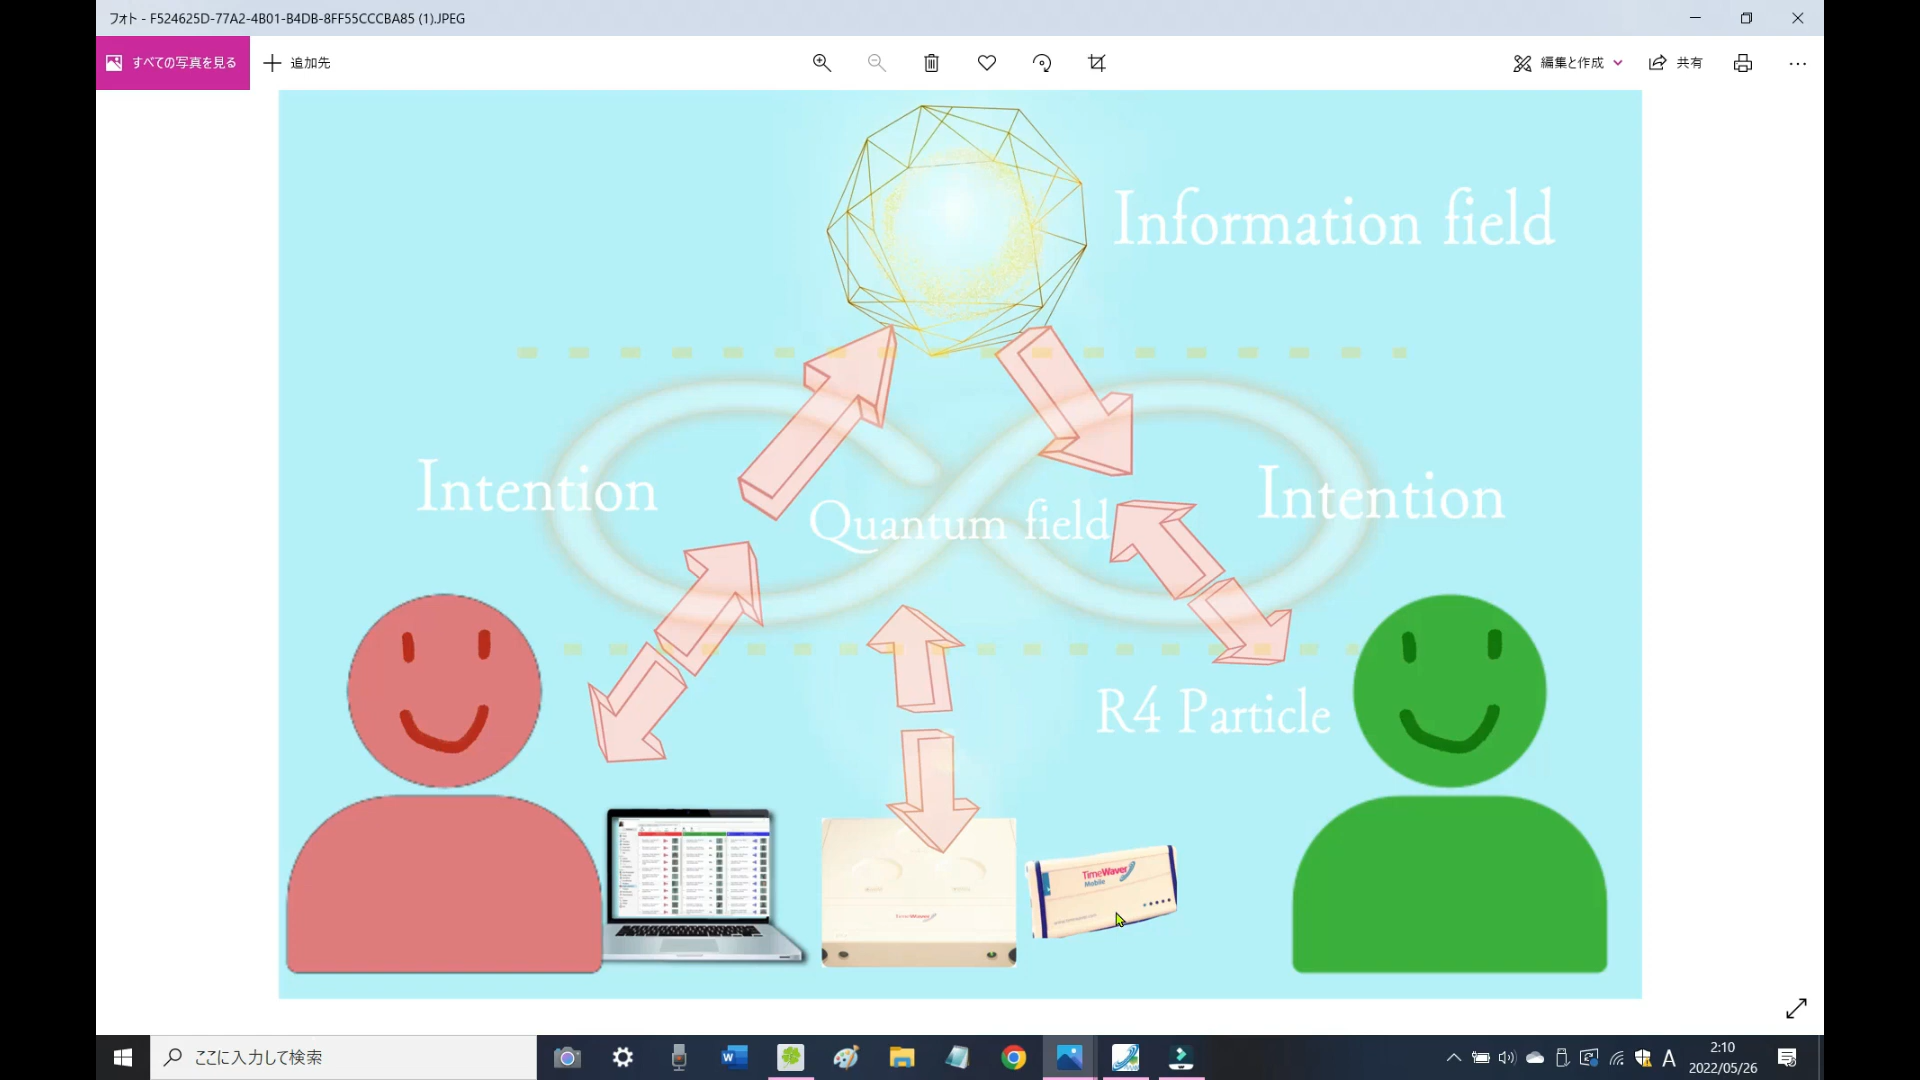 フォト - F524625D-77A2-4B01-B4DB-8FF55CCCBA85 (1).JPEG
すべての写真を見る
追加先
編集と作成
共有
Information field
Intention
Quantum field
Intention
R4 Particle
TimeWaver
TimeWaver
Mobile
ここに入力して検索
A
2:10
2022/05/26